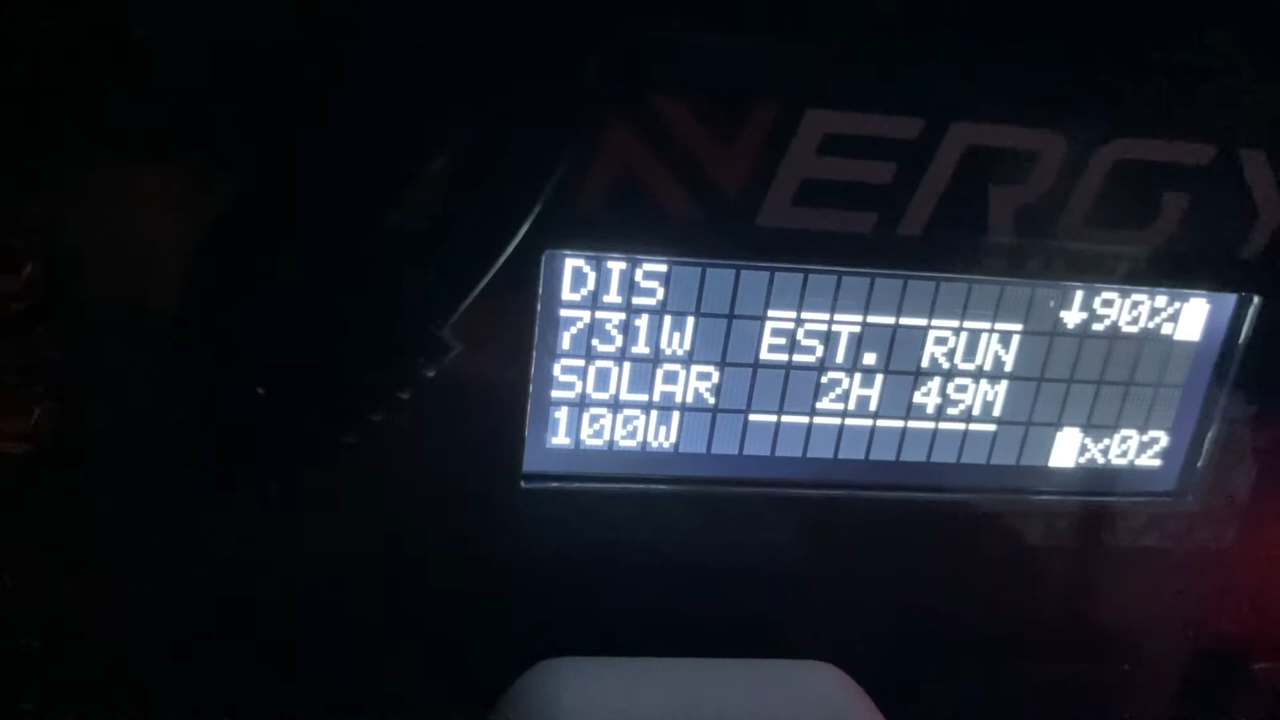 NERGY
DIS ↓90%
731W EST. RUN
SOLAR 2H 49M
100W x02